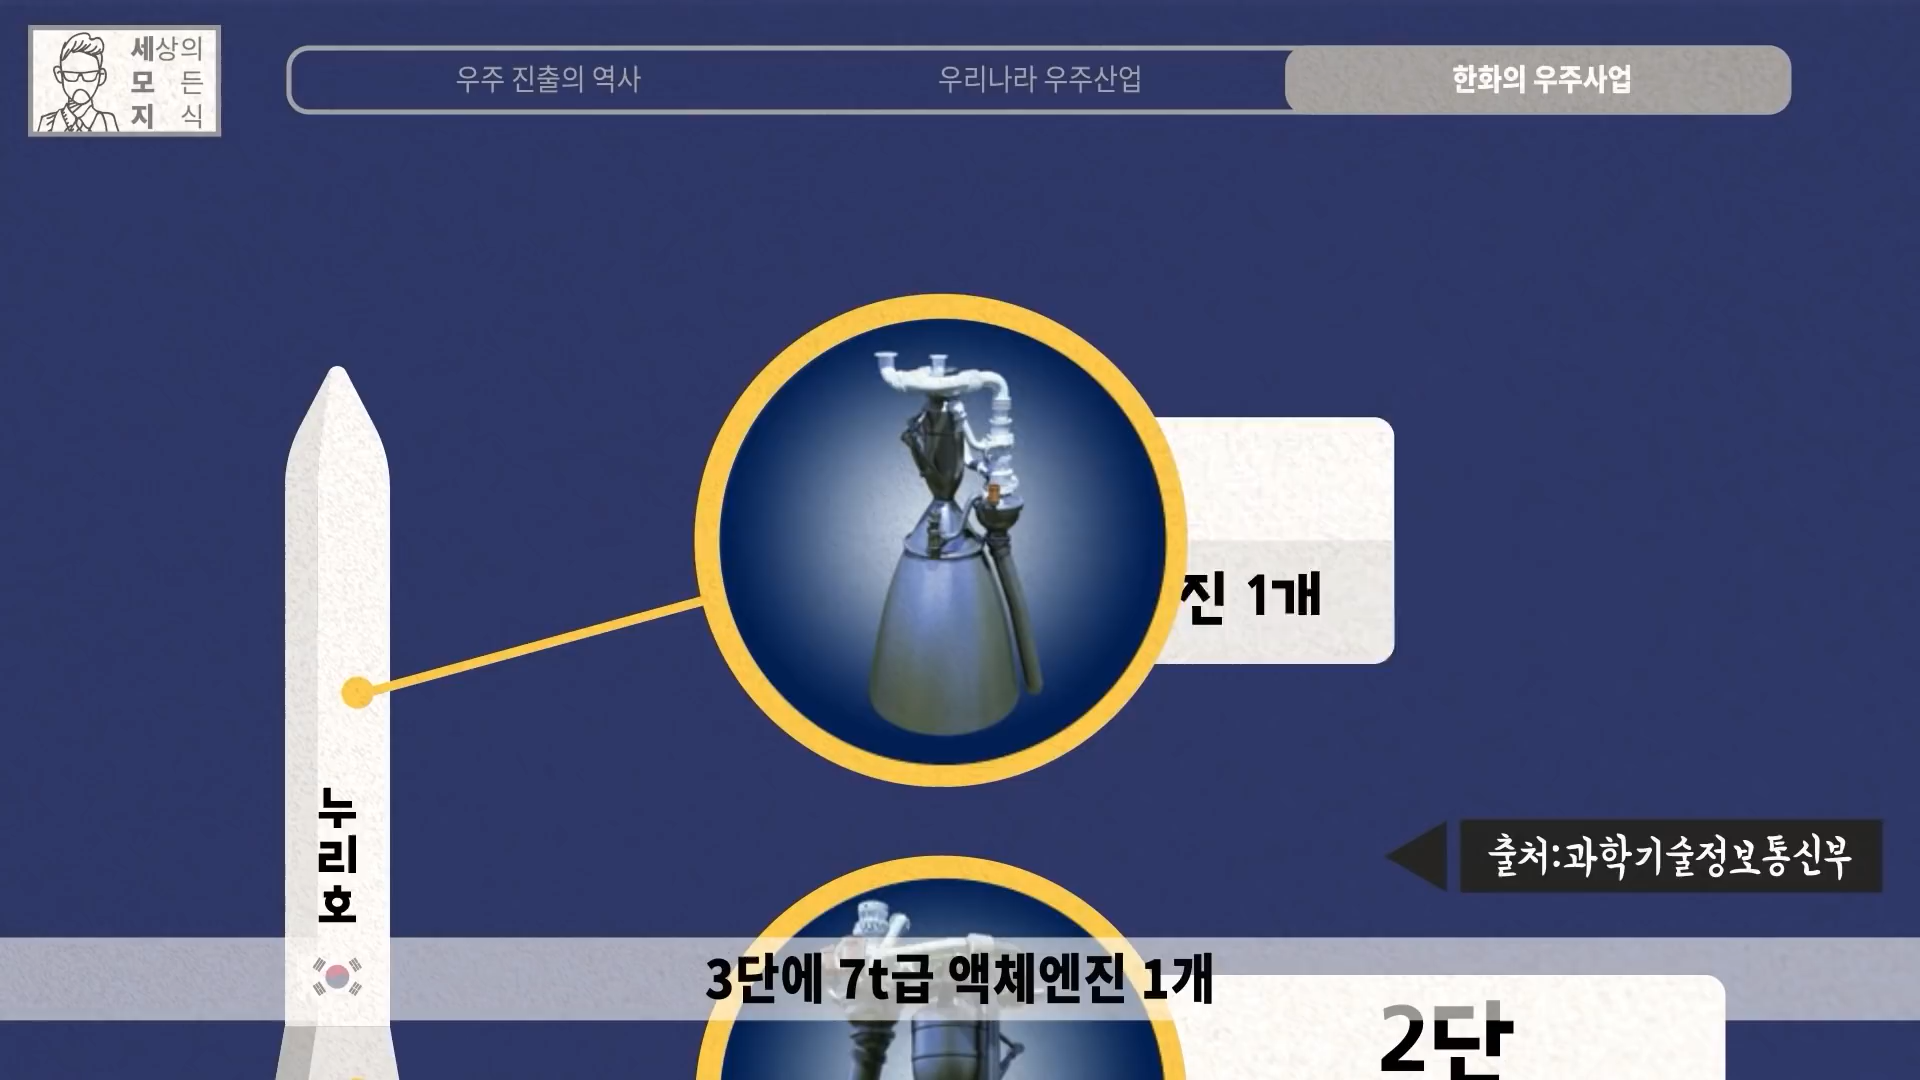 세상의
모든
지식
우주 진출의 역사
우리나라 우주산업
한화의 우주사업
진 1개
누리호
출처:과학기술정보통신부
3단에 7t급 액체엔진 1개
2단